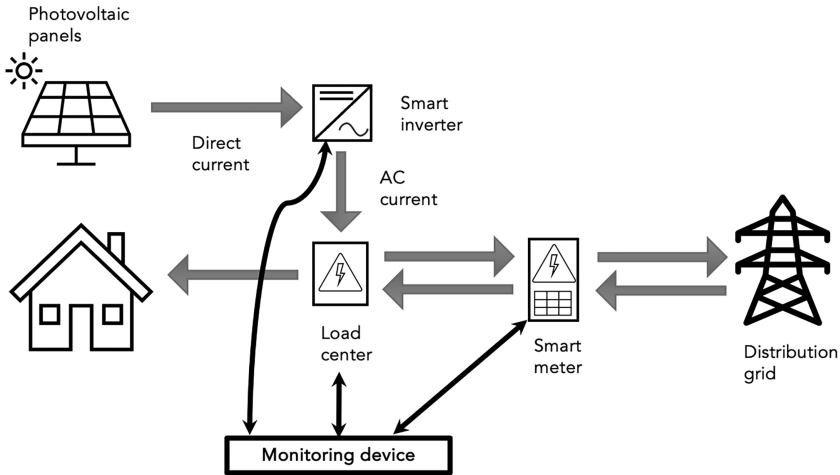 Photovoltaic
panels
Smart
inverter
Direct
current
AC
current
Load
center
Smart
meter
Distribution
grid
Monitoring device